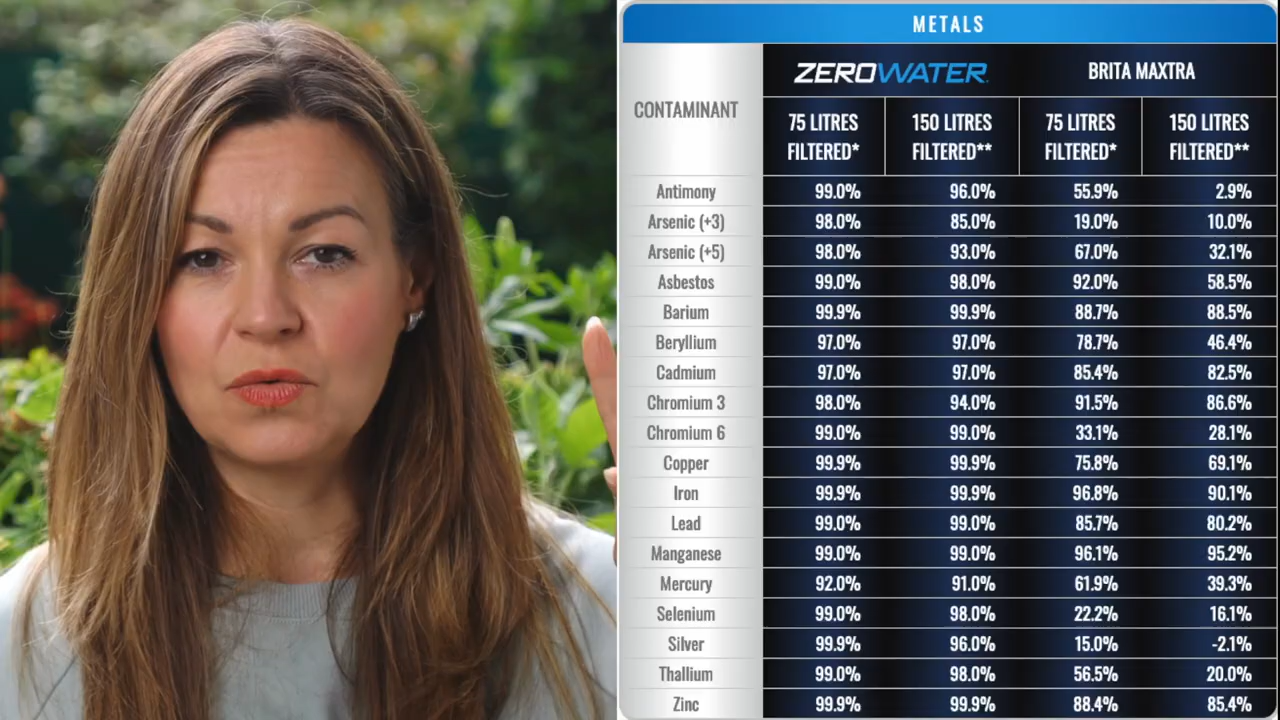 METALS
CONTAMINANT
ZEROWATER
BRITA MAXTRA
75 LITRES FILTERED*
150 LITRES FILTERED**
75 LITRES FILTERED*
150 LITRES FILTERED**
Antimony 99.0% 96.0% 55.9% 2.9%
Arsenic (+3) 98.0% 85.0% 19.0% 10.0%
Arsenic (+5) 98.0% 93.0% 67.0% 32.1%
Asbestos 99.0% 98.0% 92.0% 58.5%
Barium 99.9% 99.9% 88.7% 88.5%
Beryllium 97.0% 97.0% 78.7% 46.4%
Cadmium 97.0% 97.0% 85.4% 82.5%
Chromium 3 98.0% 94.0% 91.5% 86.6%
Chromium 6 99.0% 99.0% 33.1% 28.1%
Copper 99.9% 99.9% 75.8% 69.1%
Iron 99.9% 99.9% 96.8% 90.1%
Lead 99.0% 99.0% 85.7% 80.2%
Manganese 99.0% 99.0% 96.1% 95.2%
Mercury 92.0% 91.0% 61.9% 39.3%
Selenium 99.0% 98.0% 22.2% 16.1%
Silver 99.9% 96.0% 15.0% -2.1%
Thallium 99.0% 98.0% 56.5% 20.0%
Zinc 99.9% 99.9% 88.4% 85.4%